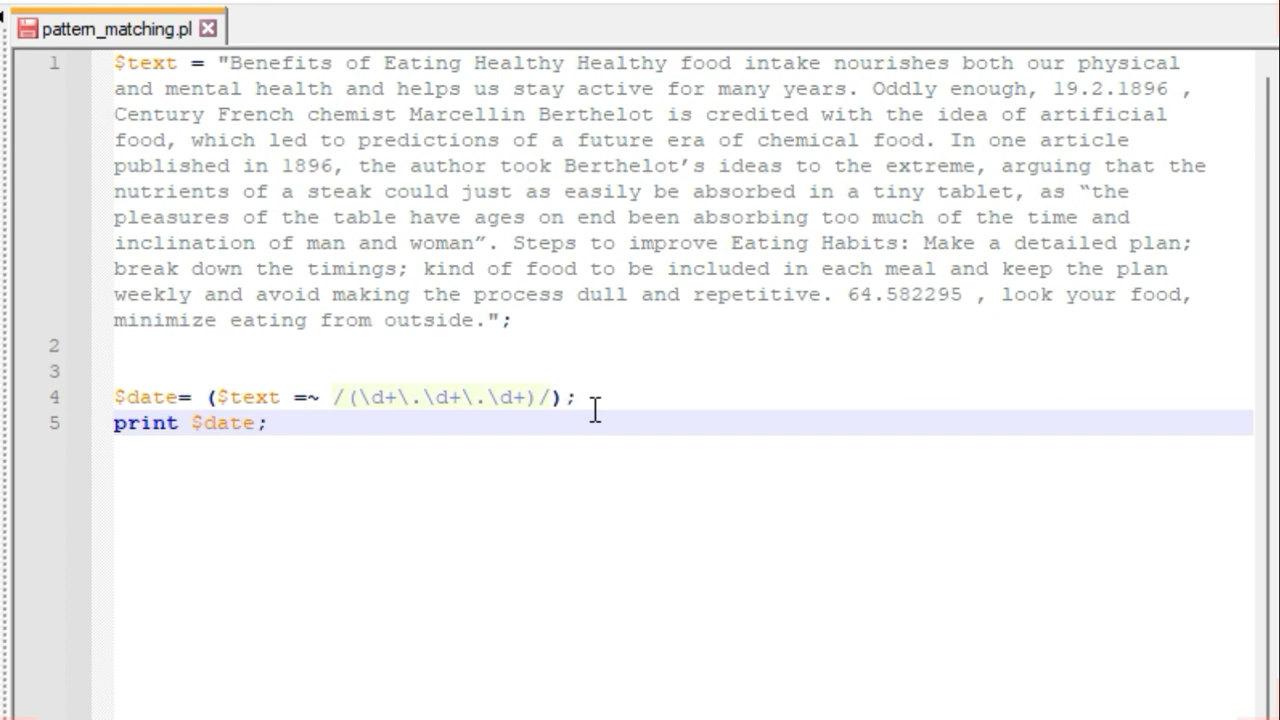 pattern_matching.pl
1 $text = "Benefits of Eating Healthy Healthy food intake nourishes both our physical
and mental health and helps us stay active for many years. Oddly enough, 19.2.1896 ,
Century French chemist Marcellin Berthelot is credited with the idea of artificial
food, which led to predictions of a future era of chemical food. In one article
published in 1896, the author took Berthelot’s ideas to the extreme, arguing that the
nutrients of a steak could just as easily be absorbed in a tiny tablet, as “the
pleasures of the table have ages on end been absorbing too much of the time and
inclination of man and woman”. Steps to improve Eating Habits: Make a detailed plan;
break down the timings; kind of food to be included in each meal and keep the plan
weekly and avoid making the process dull and repetitive. 64.582295 , look your food,
minimize eating from outside.";
2
3
4 $date= ($text =~ /(\d+\.\d+\.\d+)/);
5 print $date;